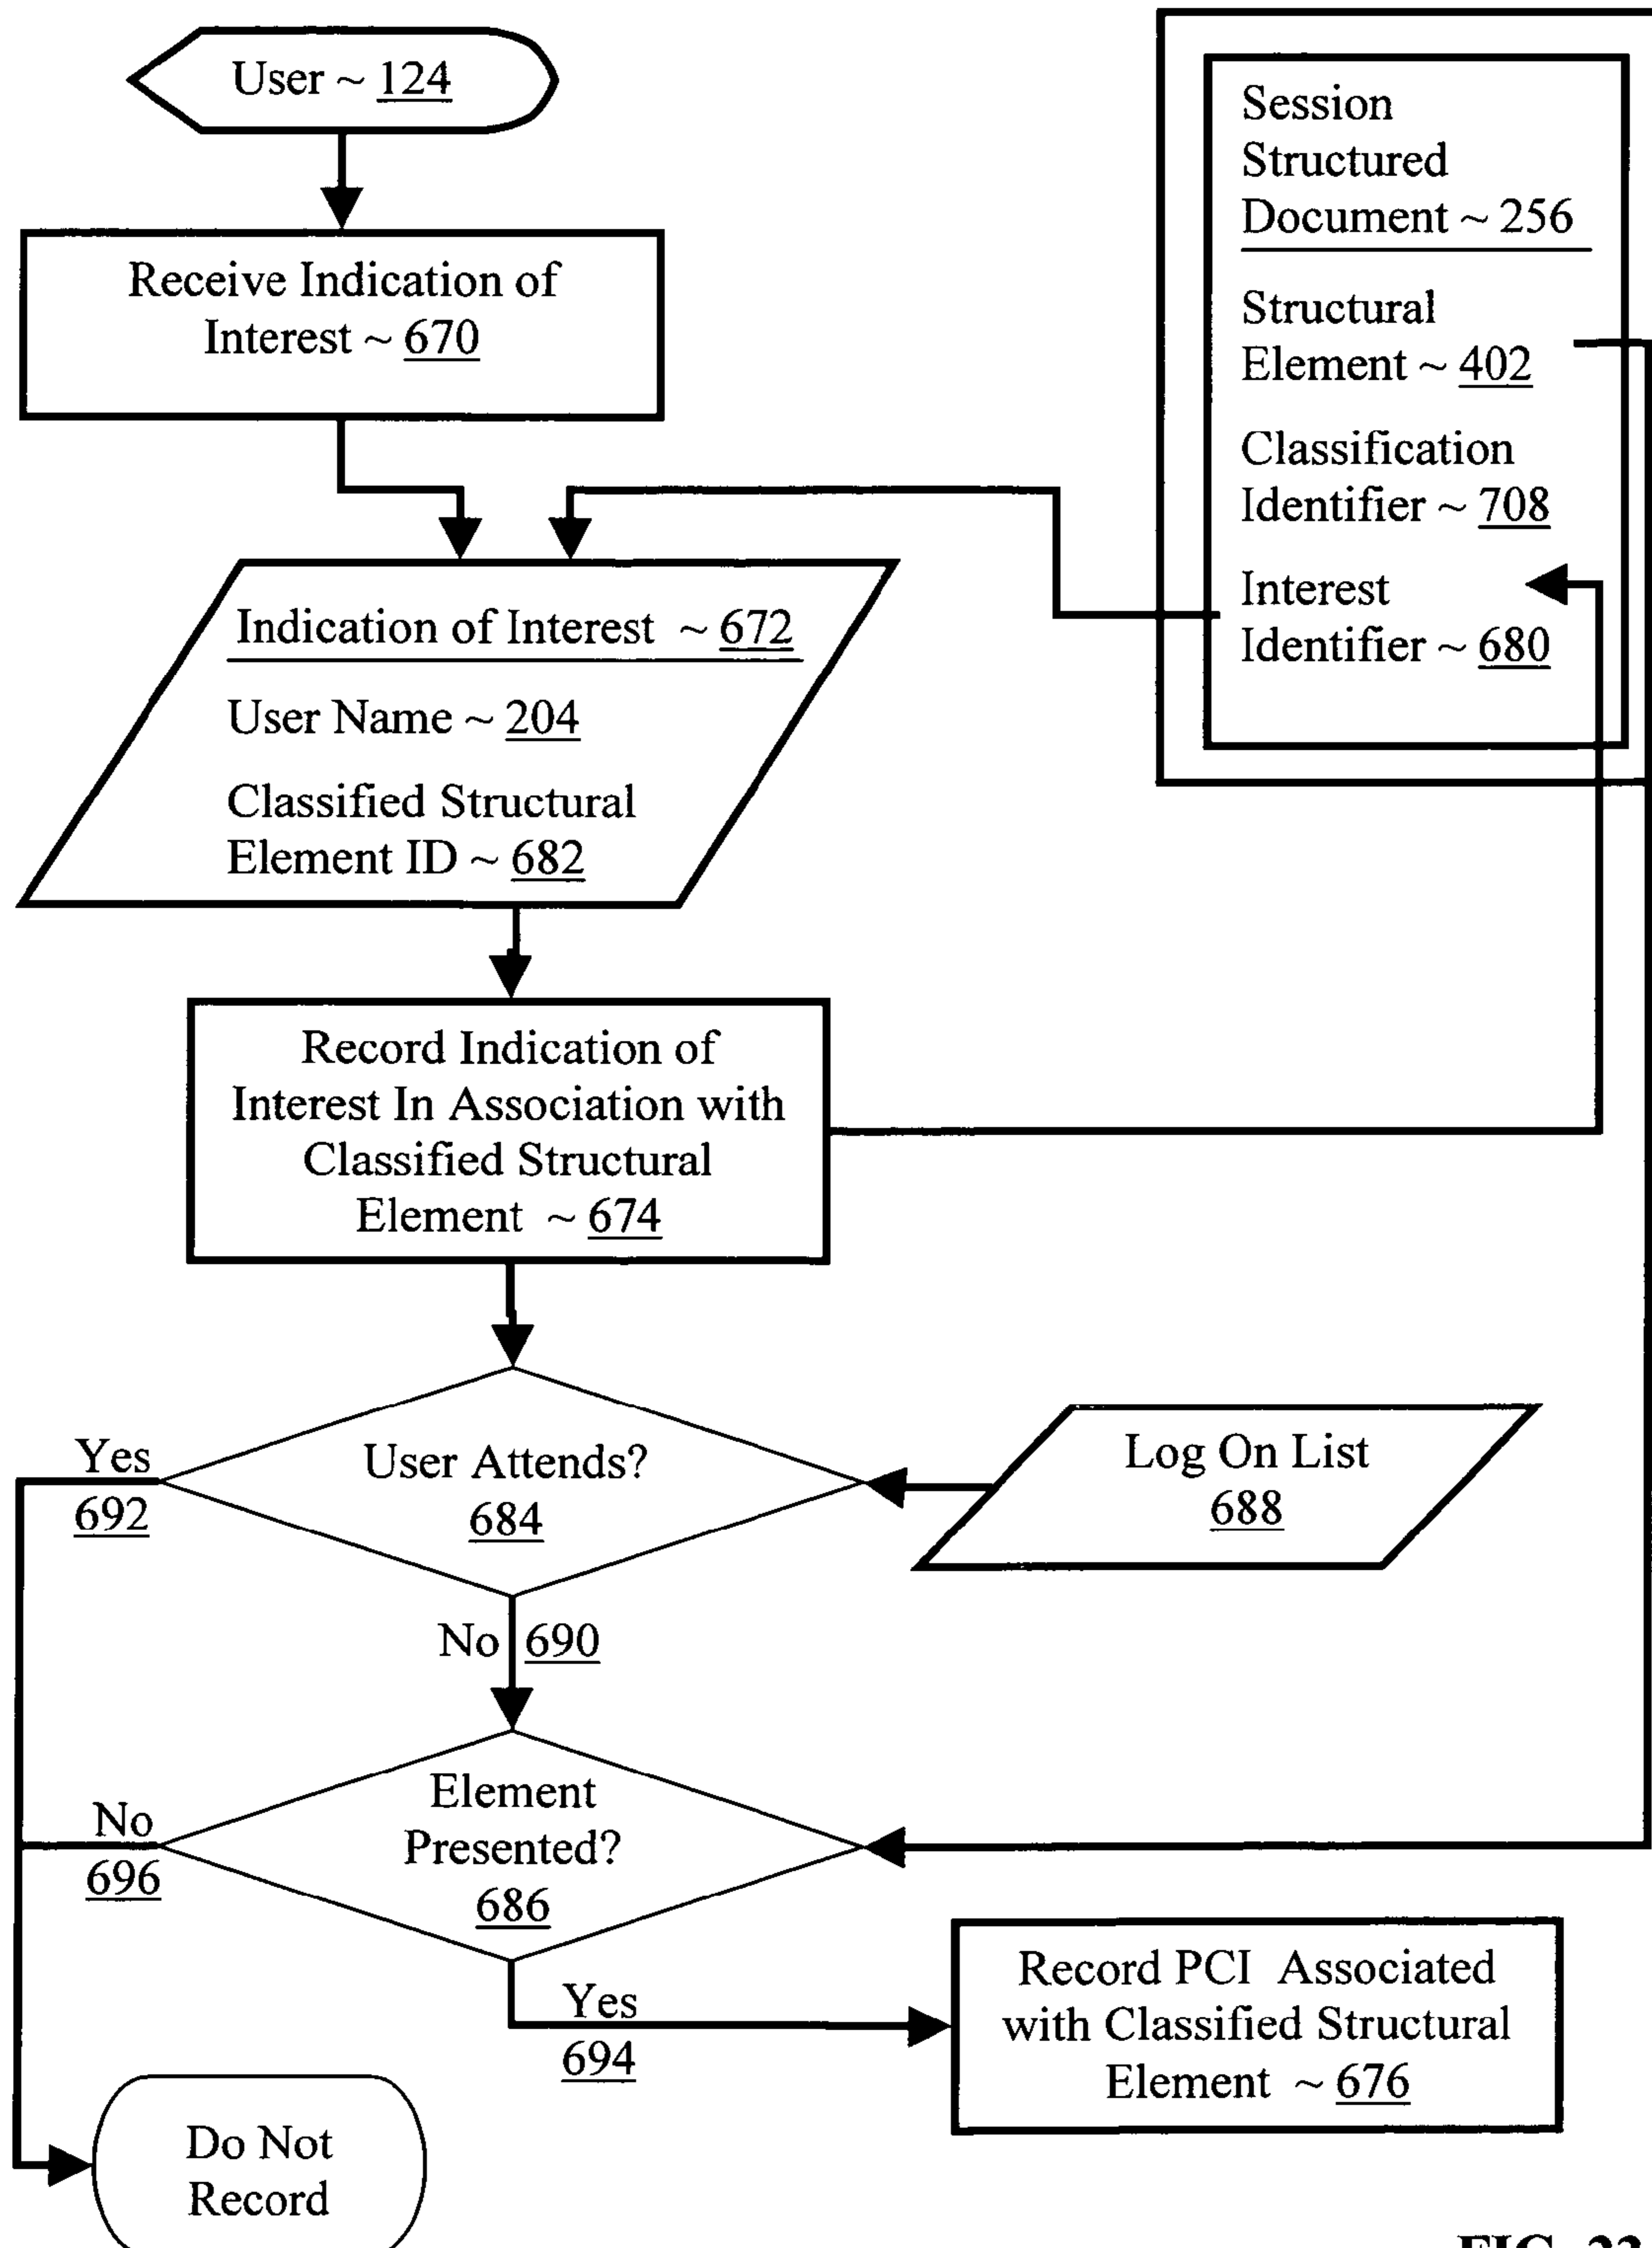 User ~ 124
Receive Indication of
Interest ~ 670
Session
Structured
Document ~ 256
Structural
Element ~ 402
Classification
Identifier ~ 708
Interest
Identifier ~ 680
Indication of Interest ~ 672
User Name ~ 204
Classified Structural
Element ID ~ 682
Record Indication of
Interest In Association with
Classified Structural
Element ~ 674
User Attends?
684
Yes
692
Log On List
688
No 690
Element
Presented?
686
No
696
Yes
694
Record PCI Associated
with Classified Structural
Element ~ 676
Do Not
Record